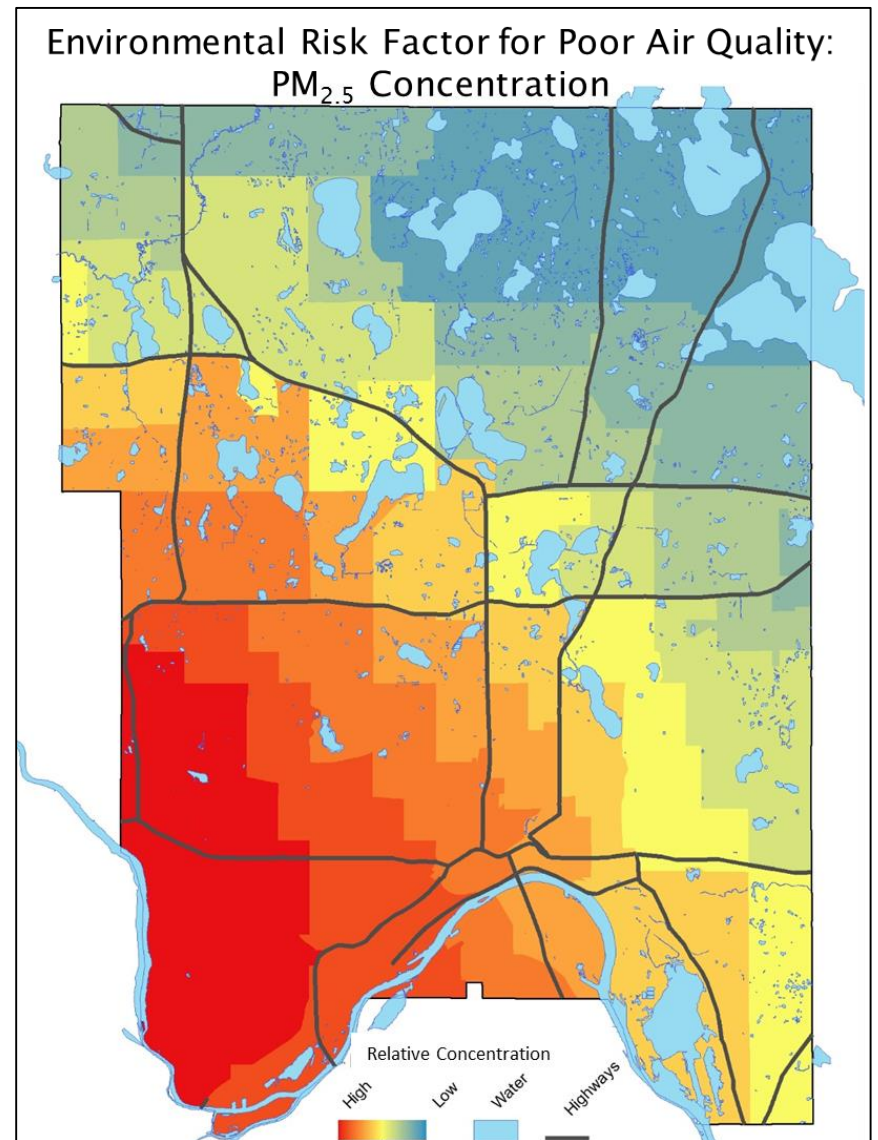 Environmental Risk Factor for Poor Air Quality:
PM₂.₅ Concentration
Relative Concentration
High
Low
Water
Highways